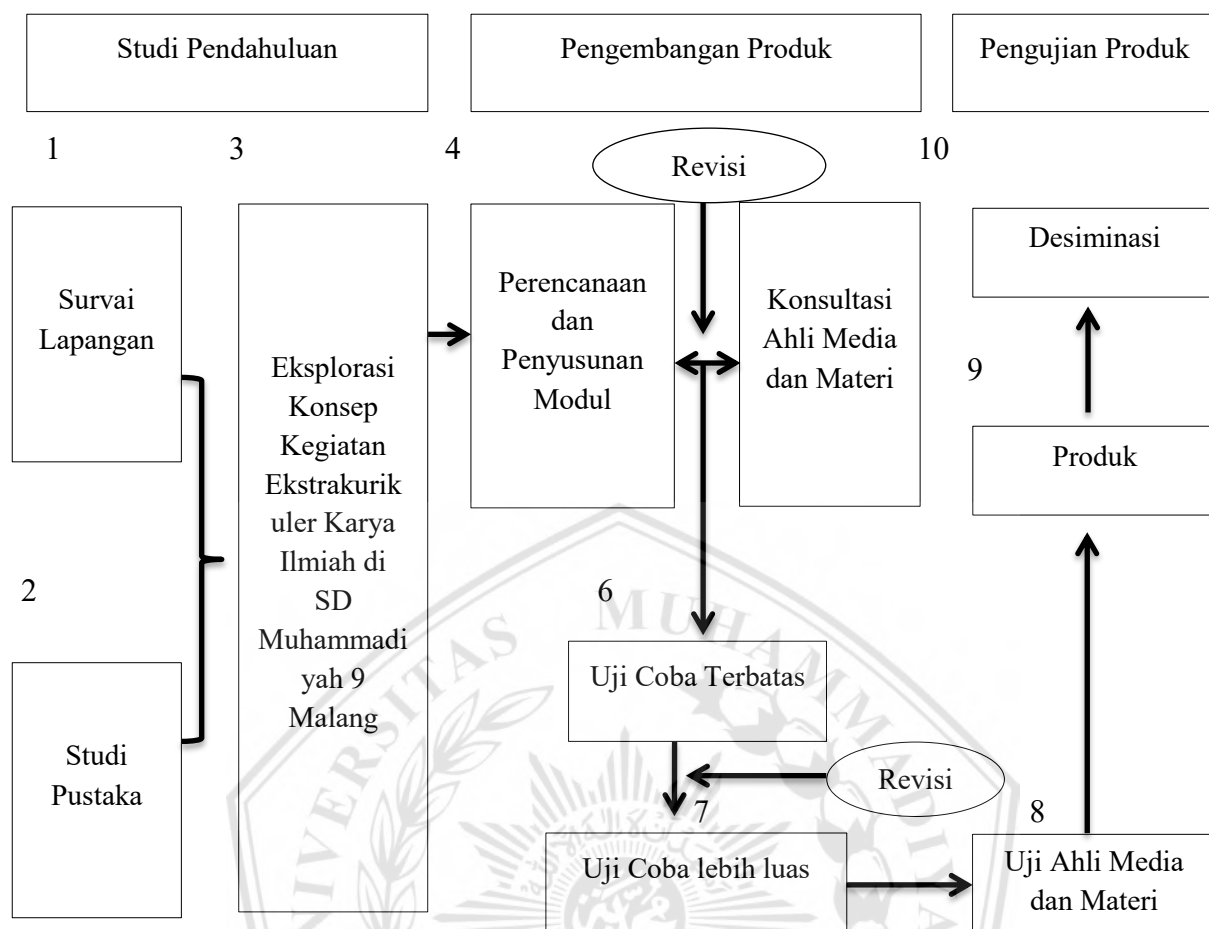 Studi Pendahuluan
Pengembangan Produk
Pengujian Produk
1
3
4
10
Revisi
Survai
Lapangan
2
Studi
Pustaka
Eksplorasi
Konsep
Kegiatan
Ekstrakurik
uler Karya
Ilmiah di
SD
Muhammadi
yah 9
Malang
Perencanaan
dan
Penyusunan
Modul
Konsultasi
Ahli Media
dan Materi
6
Uji Coba Terbatas
Revisi
7
Uji Coba lebih luas
8
Uji Ahli Media
dan Materi
Produk
9
Desiminasi
UNIVERSITAS MUHAMMADIYA